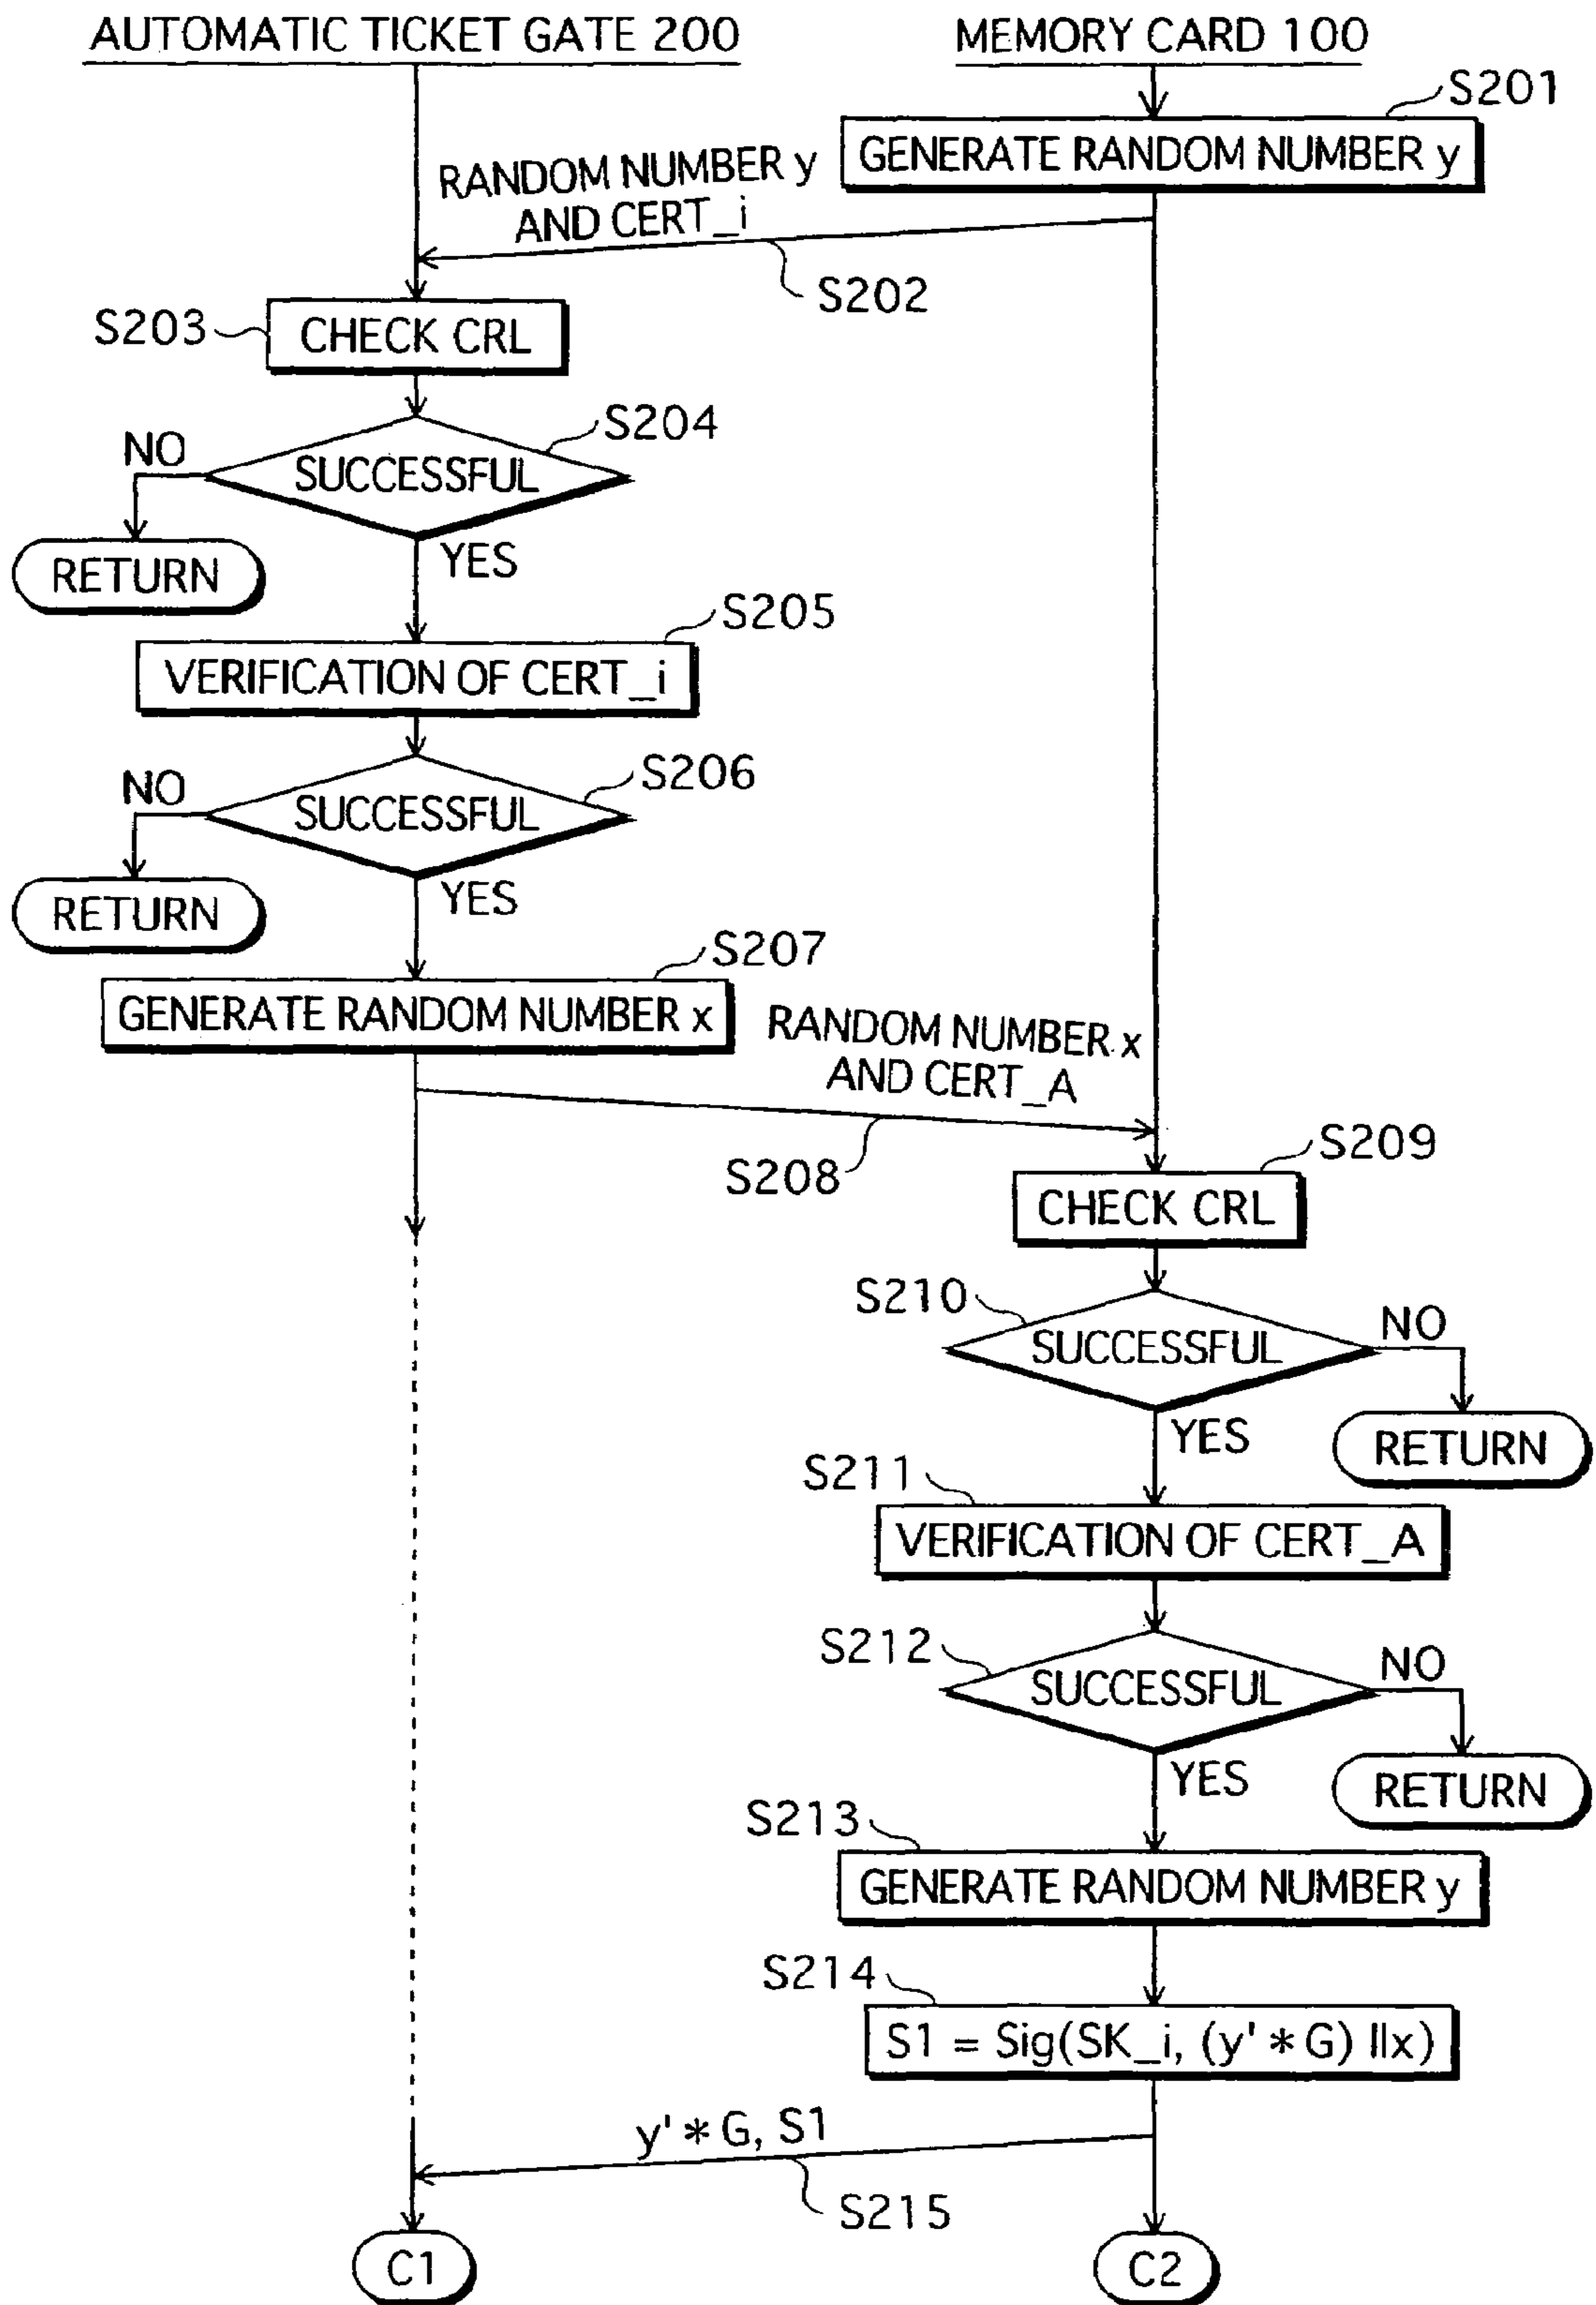 AUTOMATIC TICKET GATE 200
MEMORY CARD 100
S201
GENERATE RANDOM NUMBER y
RANDOM NUMBER y
AND CERT_i
S202
S203
CHECK CRL
S204
NO
SUCCESSFUL
RETURN
YES
S205
VERIFICATION OF CERT_i
S206
NO
SUCCESSFUL
RETURN
YES
S207
GENERATE RANDOM NUMBER x
RANDOM NUMBER x
AND CERT_A
S208
S209
CHECK CRL
S210
SUCCESSFUL
NO
YES
RETURN
S211
VERIFICATION OF CERT_A
S212
SUCCESSFUL
NO
YES
RETURN
S213
GENERATE RANDOM NUMBER y
S214
S1 = Sig(SK_i, (y' * G) llx)
y' * G, S1
S215
C1
C2